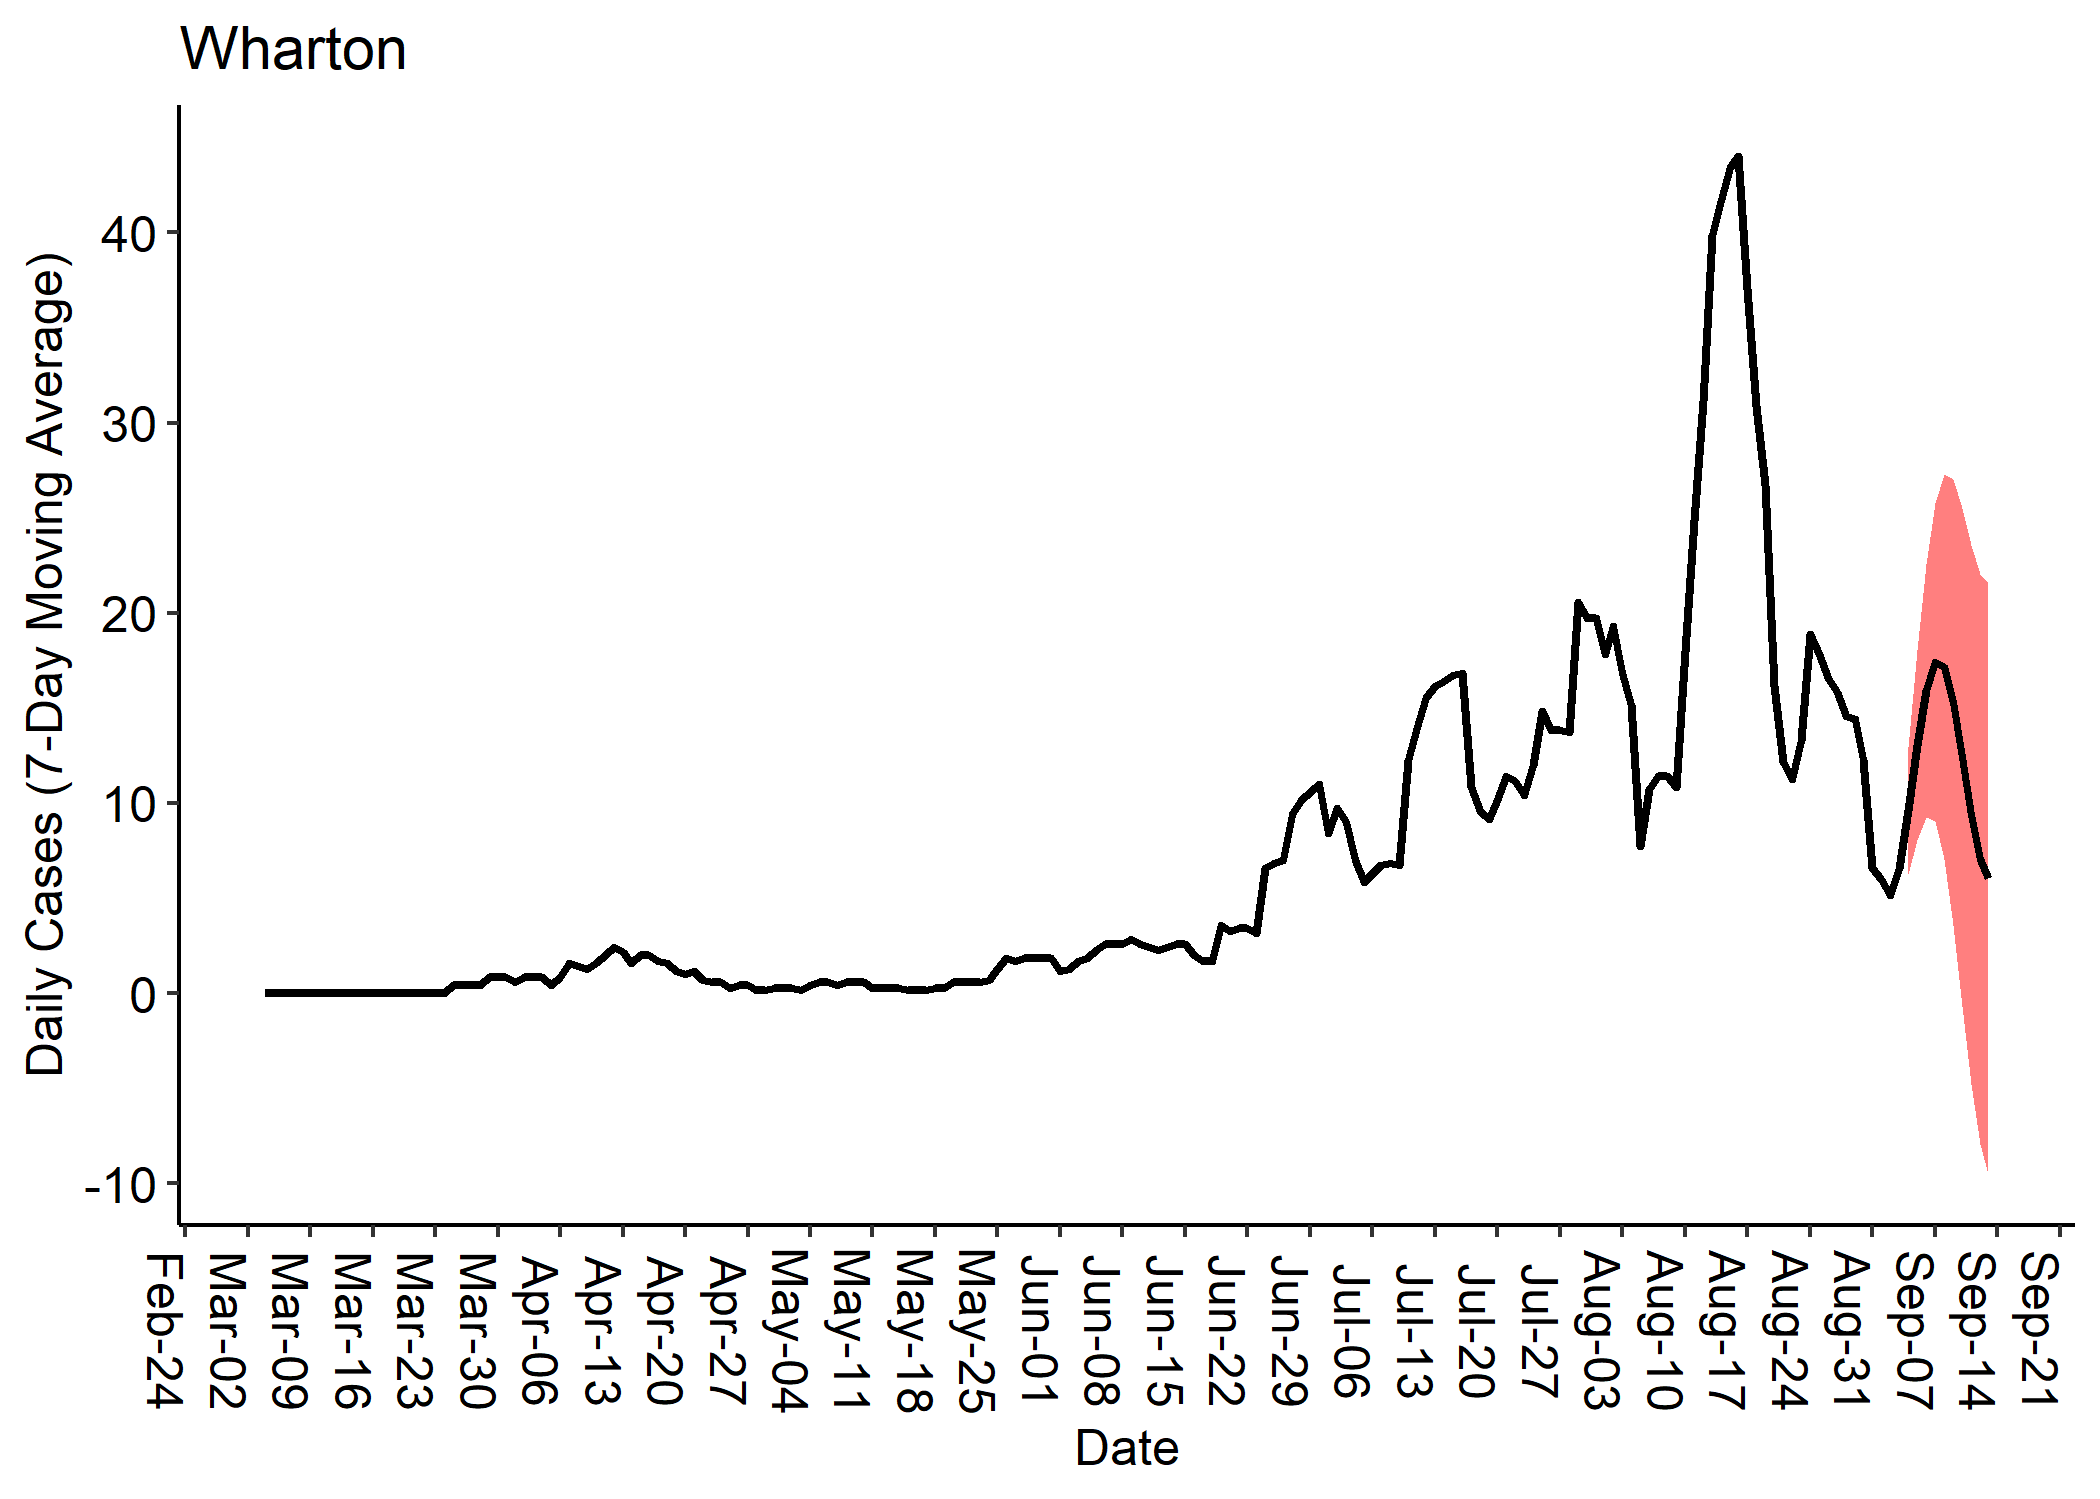 Wharton
Daily Cases (7-Day Moving Average)
40
30
20
10
0
-10
Feb-24
Mar-02
Mar-09
Mar-16
Mar-23
Mar-30
Apr-06
Apr-13
Apr-20
Apr-27
May-04
May-11
May-18
May-25
Jun-01
Jun-08
Jun-15
Jun-22
Jun-29
Jul-06
Jul-13
Jul-20
Jul-27
Aug-03
Aug-10
Aug-17
Aug-24
Aug-31
Sep-07
Sep-14
Sep-21
Date